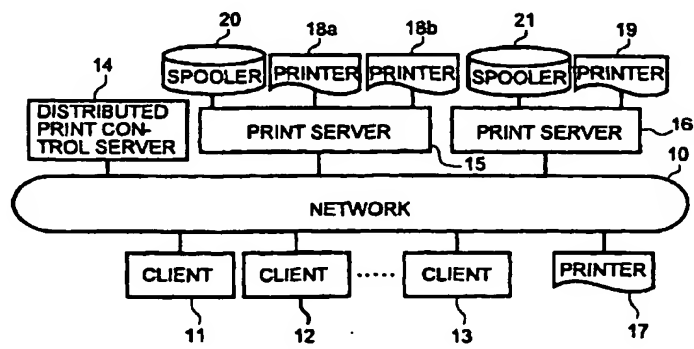 20
18a
18b
21
19
14
SPOOLER
PRINTER
PRINTER
SPOOLER
PRINTER
DISTRIBUTED
PRINT CON-
TROL SERVER
PRINT SERVER
PRINT SERVER
16
15
10
NETWORK
CLIENT
CLIENT
.....
CLIENT
PRINTER
11
12
13
17